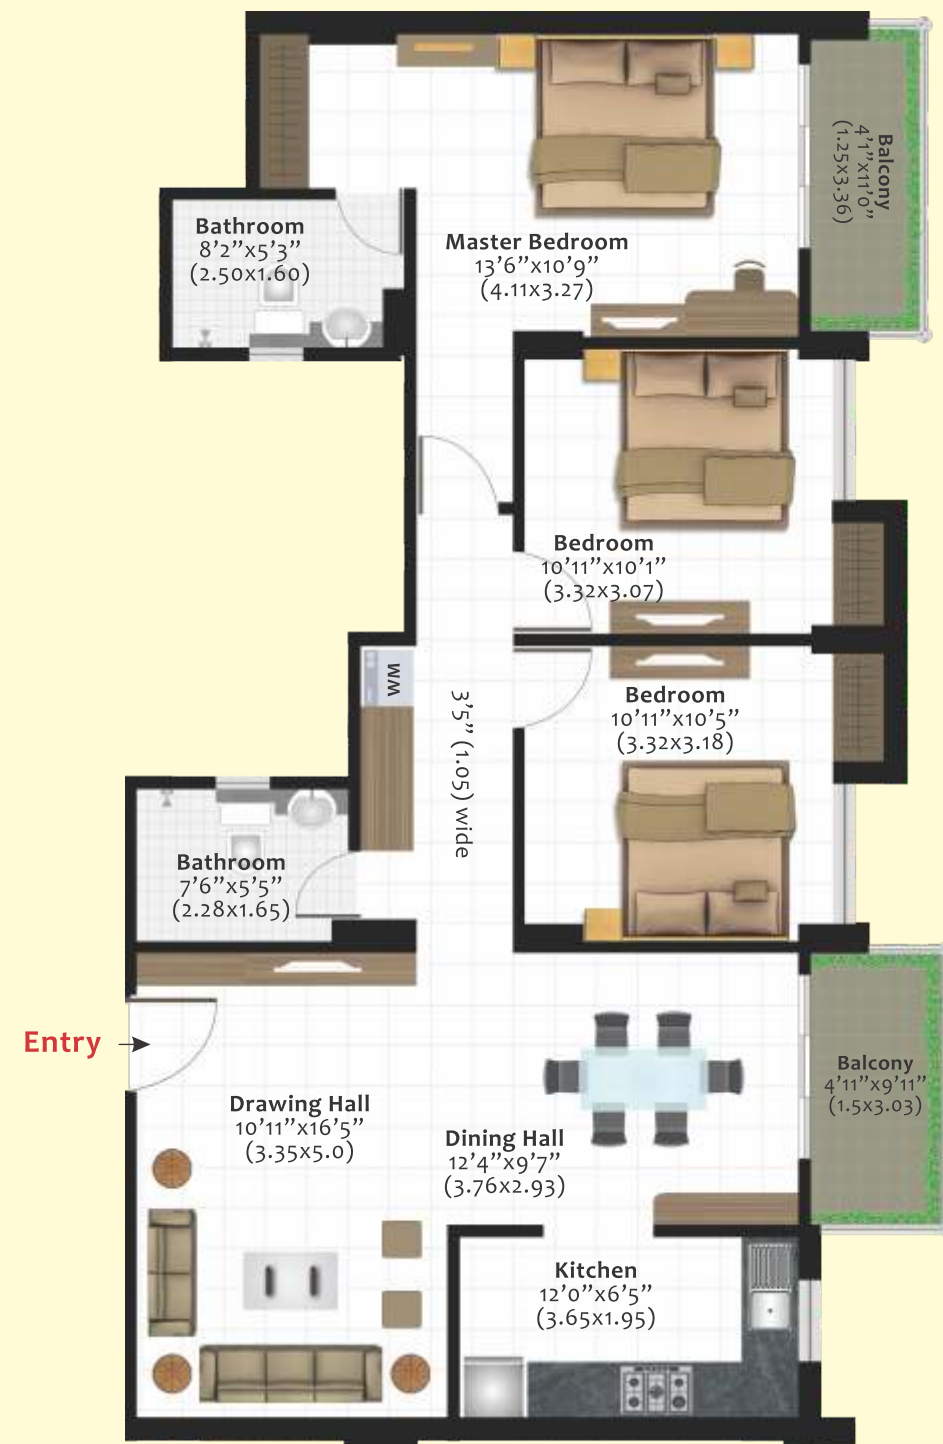 Balcony
4’1”x11’0”
(1.25x3.36)
Bathroom
8’2”x5’3”
(2.50x1.60)
Master Bedroom
13’6”x10’9”
(4.11x3.27)
Bedroom
10’11”x10’1”
(3.32x3.07)
WM
3’5” (1.05) wide
Bedroom
10’11”x10’5”
(3.32x3.18)
Bathroom
7’6”x5’5”
(2.28x1.65)
Entry
Balcony
4’11”x9’11”
(1.5x3.03)
Drawing Hall
10’11”x16’5”
(3.35x5.0)
Dining Hall
12’4”x9’7”
(3.76x2.93)
Kitchen
12’0”x6’5”
(3.65x1.95)